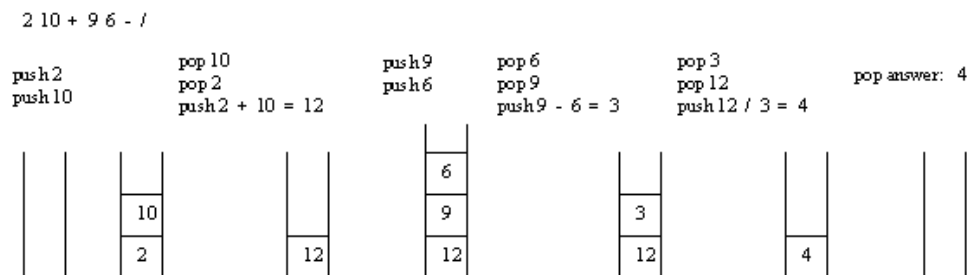 2 10 + 9 6 - /
push 2
push 10
pop 10
pop 2
push 2 + 10 = 12
push 9
push 6
pop 6
pop 9
push 9 - 6 = 3
pop 3
pop 12
push 12 / 3 = 4
pop answer: 4
10
2
12
6
9
12
3
12
4